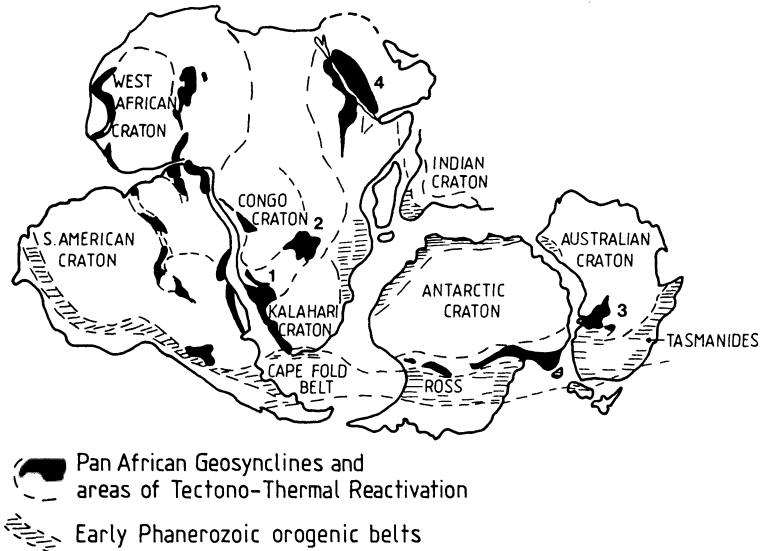 WEST
AFRICAN
CRATON
4
INDIAN
CRATON
CONGO
CRATON
2
S. AMERICAN
CRATON
AUSTRALIAN
CRATON
1
ANTARCTIC
CRATON
KALAHARI
CRATON
3
TASMANIDES
CAPE FOLD
BELT
ROSS
Pan African Geosynclines and
areas of Tectono-Thermal Reactivation
Early Phanerozoic orogenic belts